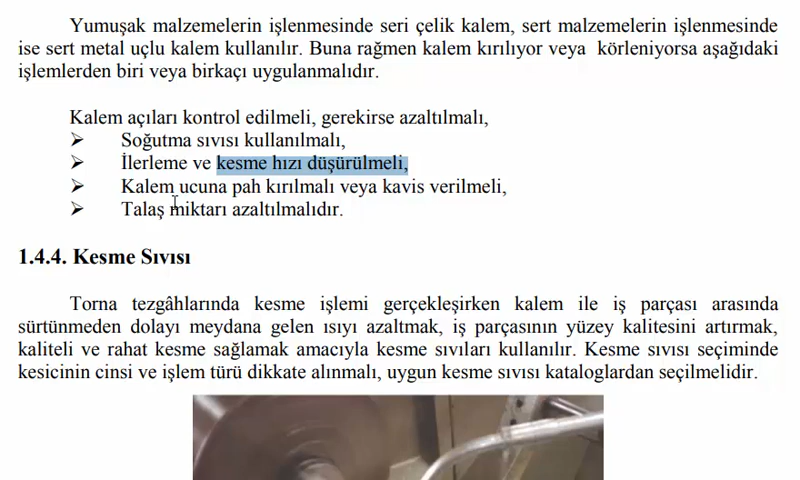 Yumuşak malzemelerin işlenmesinde seri çelik kalem, sert malzemelerin işlenmesinde
ise sert metal uçlu kalem kullanılır. Buna rağmen kalem kırılıyor veya körleniyorsa aşağıdaki
işlemlerden biri veya birkaçı uygulanmalıdır.
Kalem açıları kontrol edilmeli, gerekirse azaltılmalı,
➢ Soğutma sıvısı kullanılmalı,
➢ İlerleme ve kesme hızı düşürülmeli,
➢ Kalem ucuna pah kırılmalı veya kavis verilmeli,
➢ Talaş miktarı azaltılmalıdır.
1.4.4. Kesme Sıvısı
Torna tezgâhlarında kesme işlemi gerçekleşirken kalem ile iş parçası arasında
sürtünmeden dolayı meydana gelen ısıyı azaltmak, iş parçasının yüzey kalitesini artırmak,
kaliteli ve rahat kesme sağlamak amacıyla kesme sıvıları kullanılır. Kesme sıvısı seçiminde
kesicinin cinsi ve işlem türü dikkate alınmalı, uygun kesme sıvısı kataloglardan seçilmelidir.